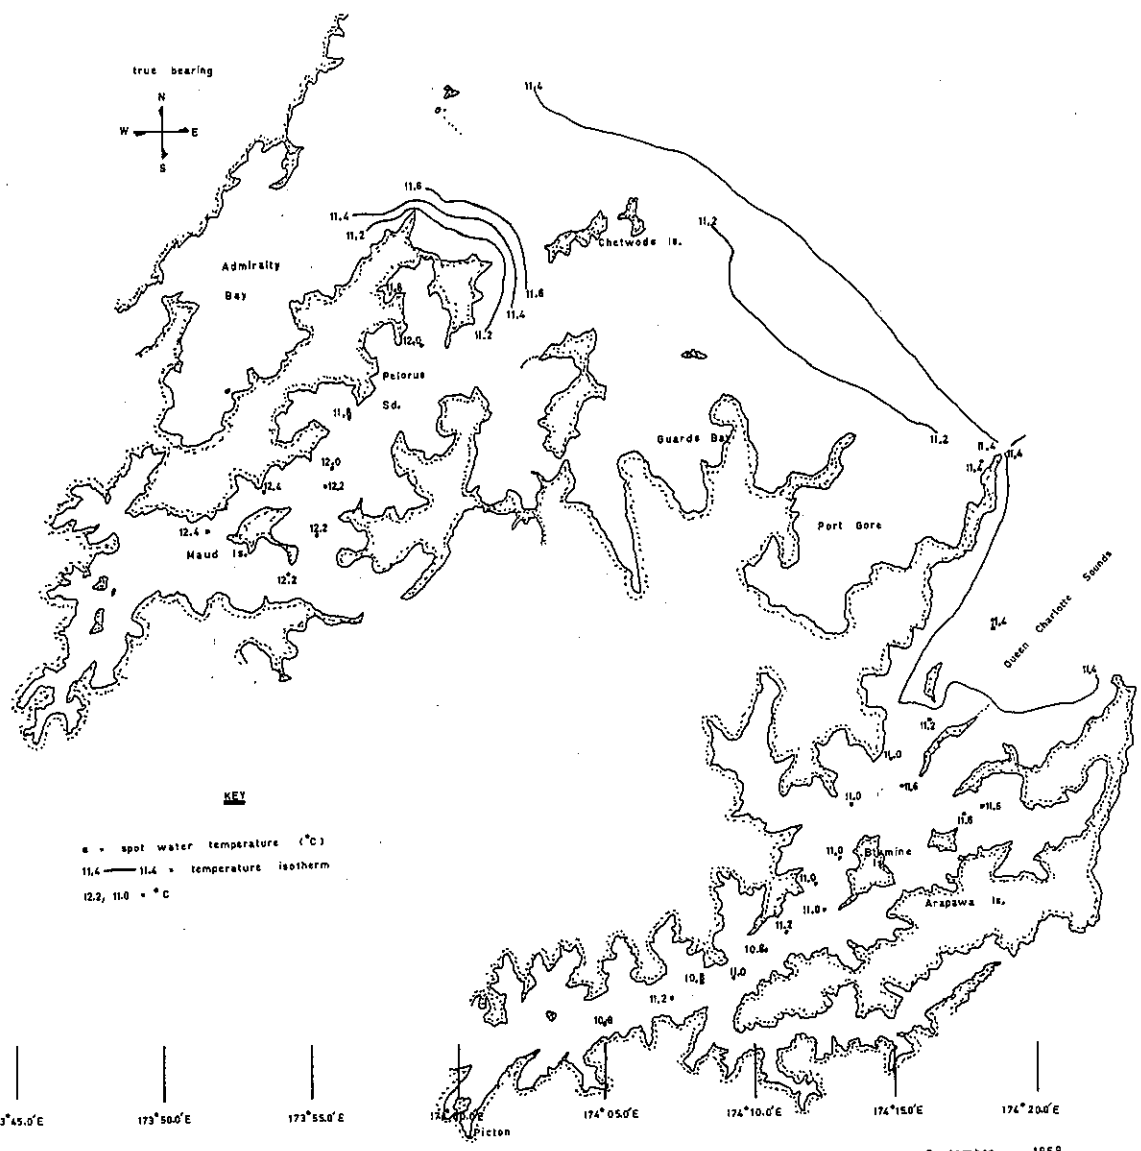 true bearing
N
W E
S
11.4
11.6
11.4
11.2
11.2
Chetwode Is.
Admiralty
Bay
11.8
11.6
11.4
11.2
12.0
Pelorus
Sd.
11.8
Guards Bay
11.2
11.4
11.4
11.2
12.0
12.4
12.2
12.4
12.2
Maud Is.
Port Gore
12.2
Queen Charlotte Sounds
11.4
11.4
11.2
11.0
11.6
11.0
11.6
KEY
= spot water temperature (°C)
11.4 11.4 = temperature isotherm
12.2, 11.0 = °C
11.0
Blumine
Is.
11.0
11.0
Arapawa Is.
11.2
10.8
11.0
11.2
10.8
173°50.0'E
173°55.0'E
174°00.0'E
174°05.0'E
174°10.0'E
174°15.0'E
174°20.0'E
Picton